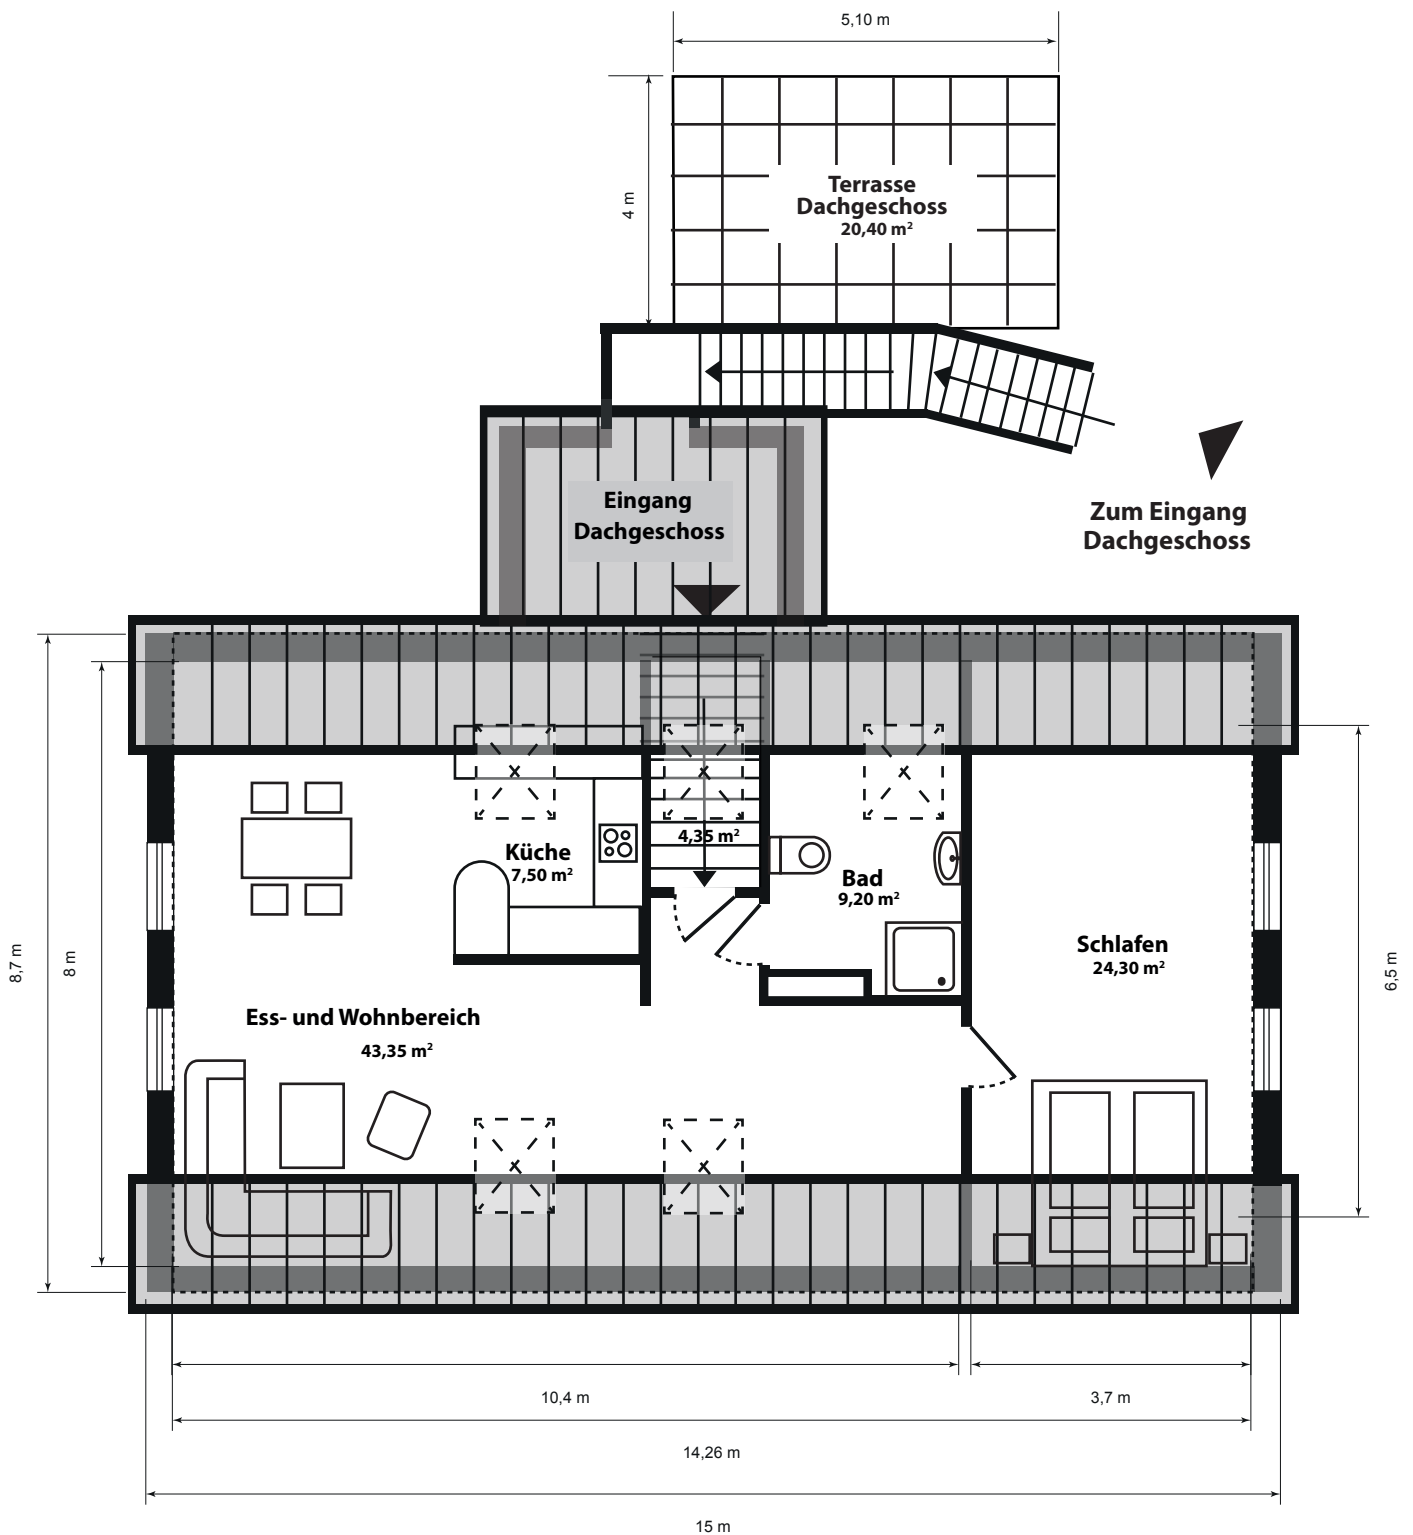 5,10 m
4 m
Terrasse
Dachgeschoss
20,40 m²
Eingang
Dachgeschoss
Zum Eingang
Dachgeschoss
4,35 m²
Küche
7,50 m²
Bad
9,20 m²
Schlafen
24,30 m²
8,7 m
8 m
6,5 m
Ess- und Wohnbereich
43,35 m²
10,4 m
3,7 m
14,26 m
15 m